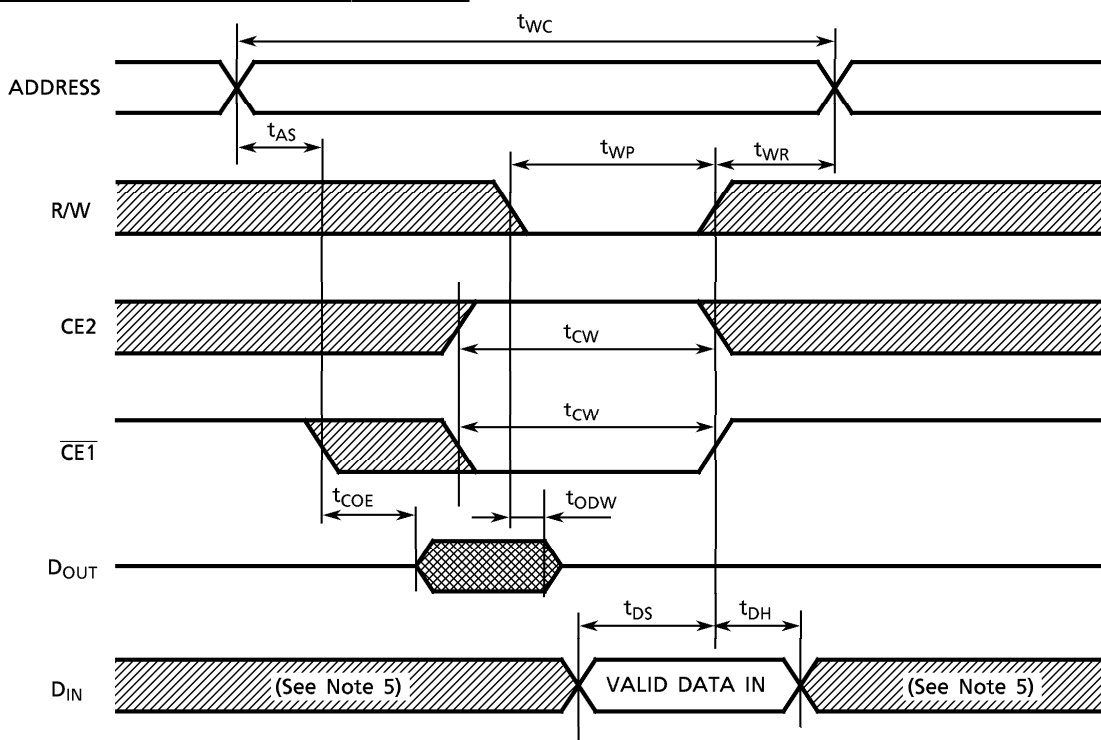 tWC
ADDRESS
tAS
tWP
tWR
R/W
CE2
tCW
tCW
CE1
tCOE
tODW
DOUT
tDS
tDH
DIN
(See Note 5)
VALID DATA IN
(See Note 5)